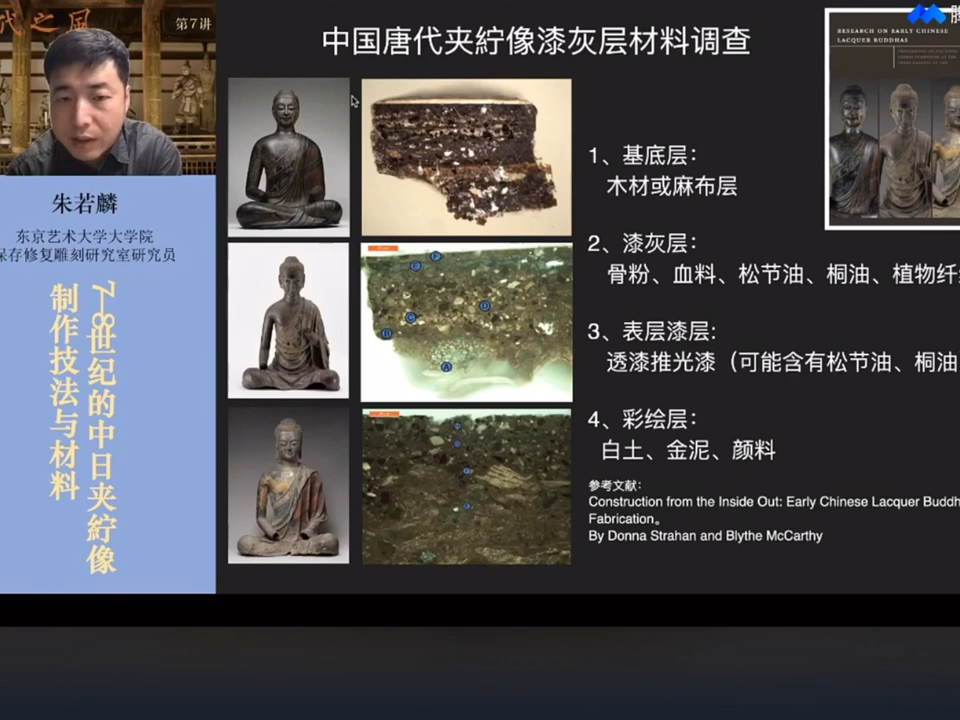 代之风
第7讲
朱若麟
东京艺术大学大学院
保存修复雕刻研究室研究员
7-8世纪的中日夹紵像
制作技法与材料
中国唐代夹紵像漆灰层材料调查
RESEARCH ON EARLY CHINESE
LACQUER BUDDHAS
1、基底层：
木材或麻布层
2、漆灰层：
骨粉、血料、松节油、桐油、植物纤
3、表层漆层:
透漆推光漆（可能含有松节油、桐油
4、彩绘层：
白土、金泥、颜料
参考文献:
Construction from the Inside Out: Early Chinese Lacquer Buddh
Fabrication。
By Donna Strahan and Blythe McCarthy